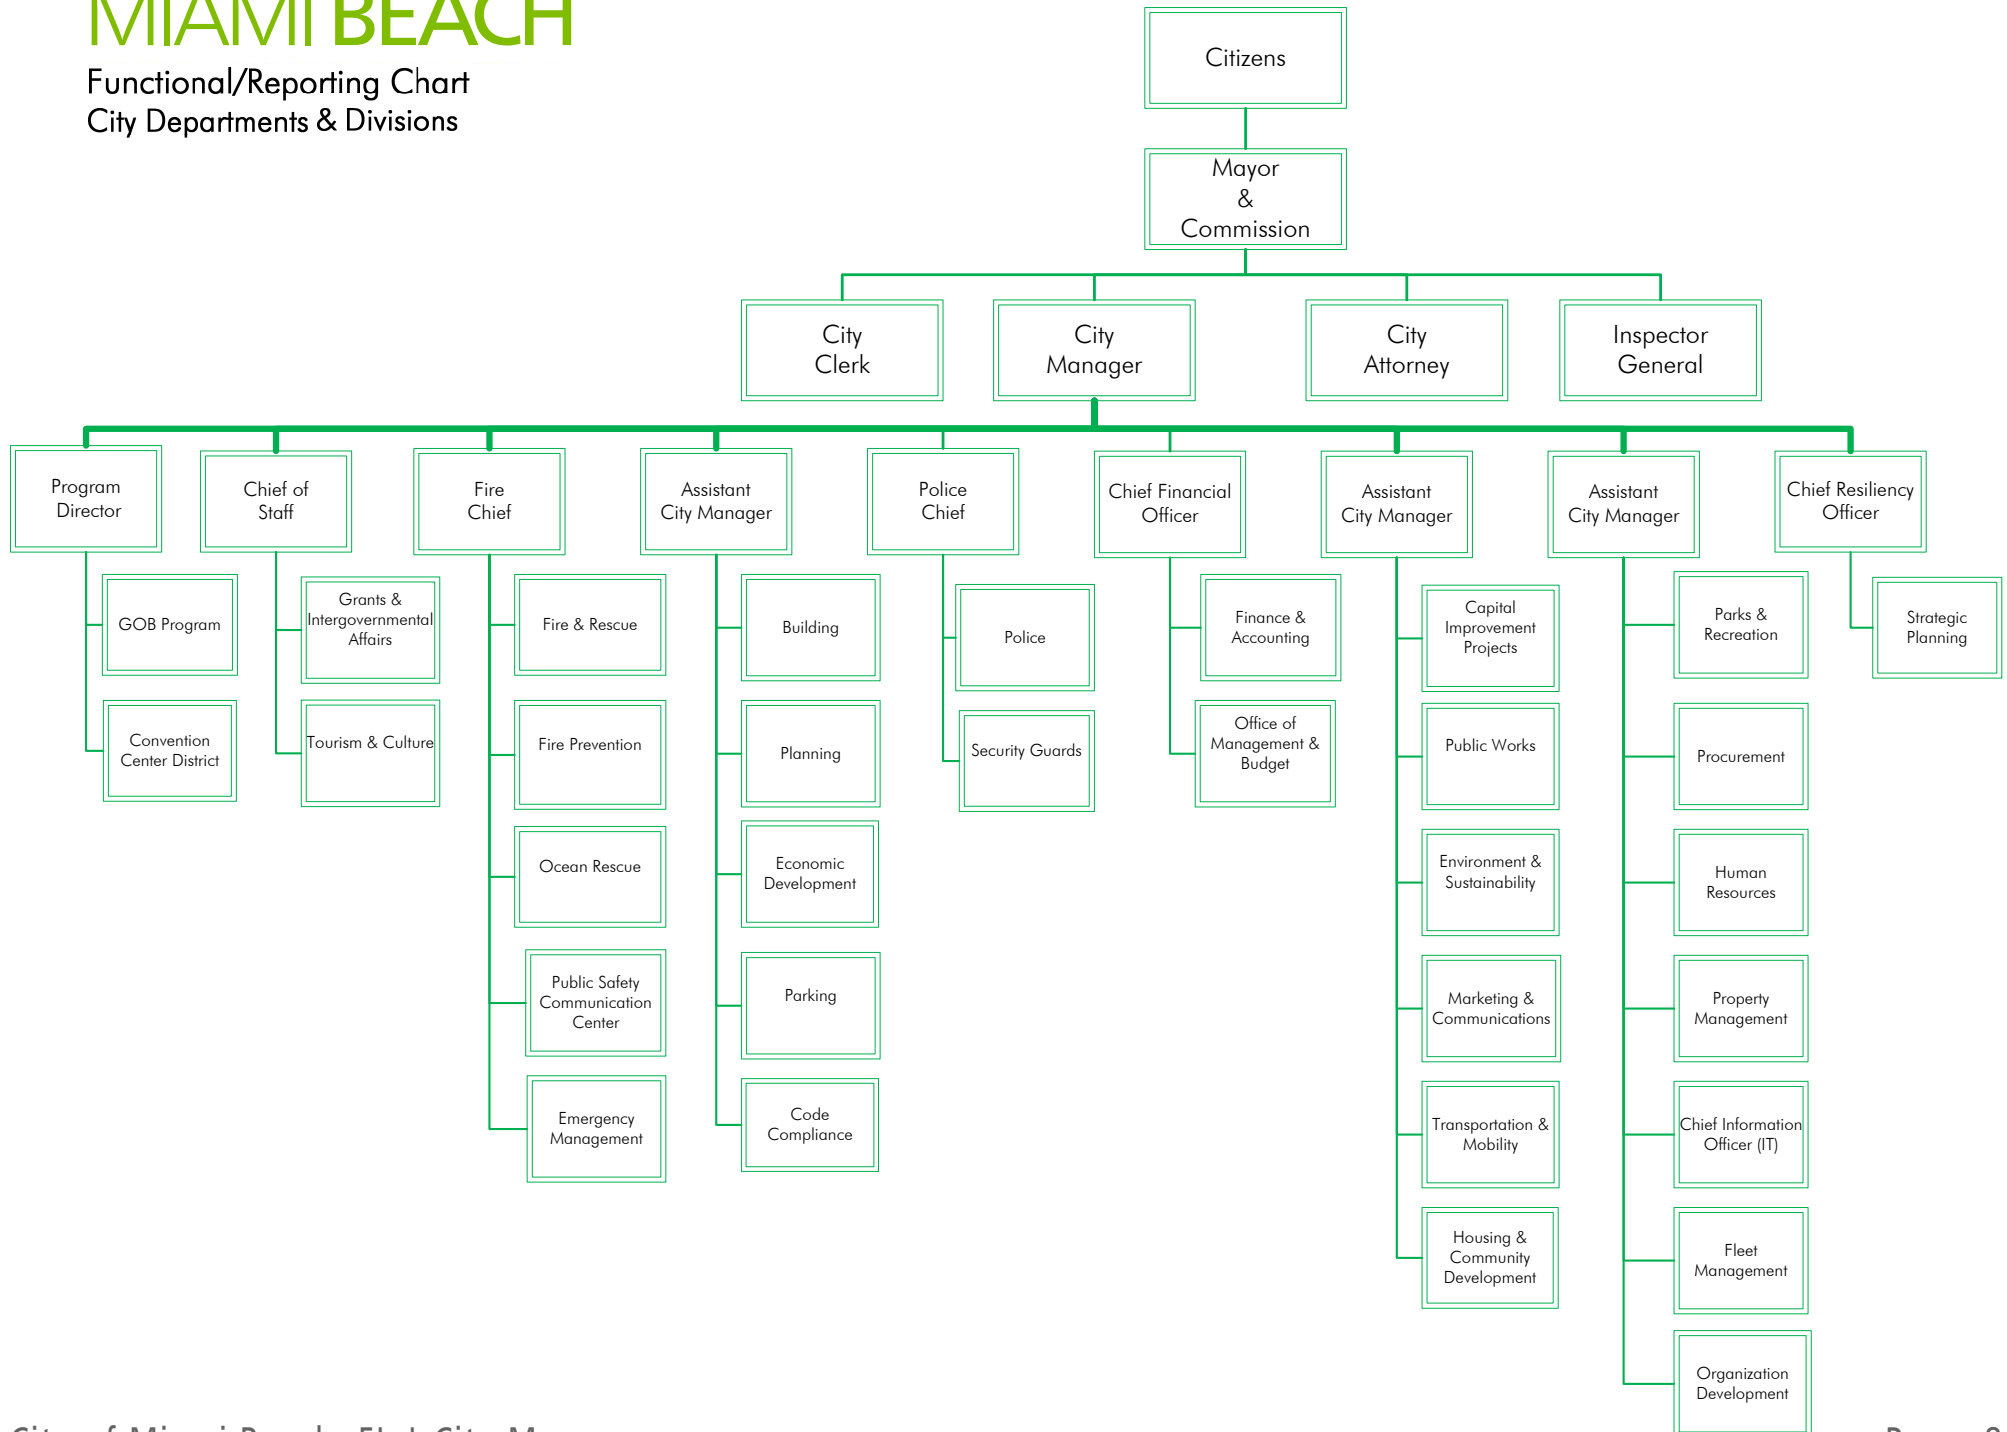 MIAMI BEACH
Functional/Reporting Chart
City Departments & Divisions
Citizens
Mayor
&
Commission
City
Clerk
City
Manager
City
Attorney
Inspector
General
Program
Director
Chief of
Staff
Fire
Chief
Assistant
City Manager
Police
Chief
Chief Financial
Officer
Assistant
City Manager
Assistant
City Manager
Chief Resiliency
Officer
GOB Program
Convention
Center District
Grants &
Intergovernmental
Affairs
Tourism & Culture
Fire & Rescue
Fire Prevention
Ocean Rescue
Public Safety
Communication
Center
Emergency
Management
Building
Planning
Economic
Development
Parking
Code
Compliance
Police
Security Guards
Finance &
Accounting
Office of
Management &
Budget
Capital
Improvement
Projects
Public Works
Environment &
Sustainability
Marketing &
Communications
Transportation &
Mobility
Housing &
Community
Development
Parks &
Recreation
Procurement
Human
Resources
Property
Management
Chief Information
Officer (IT)
Fleet
Management
Organization
Development
Strategic
Planning